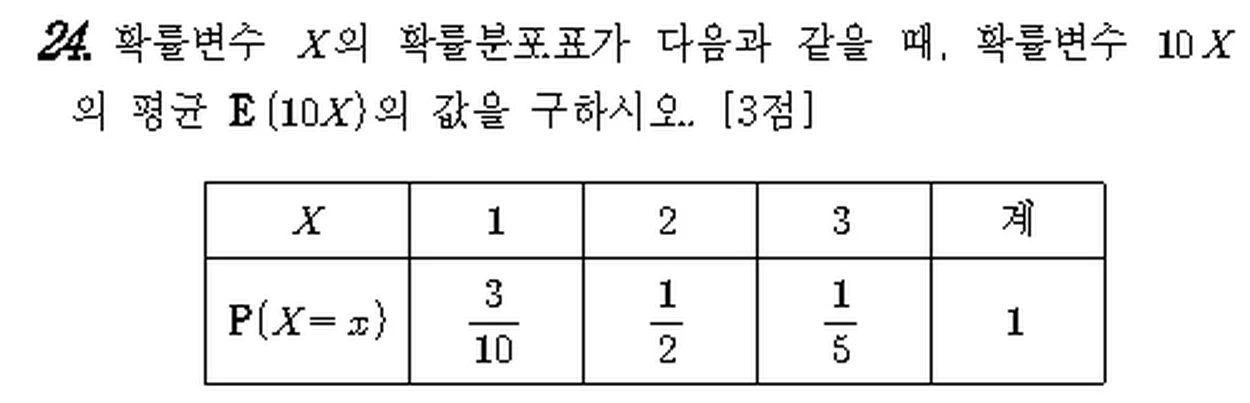 24. 확률변수 X의 확률분포표가 다음과 같을 때, 확률변수 10X
의 평균 E(10X)의 값을 구하시오. [3점]
X 1 2 3 계
P(X=x) 3/10 1/2 1/5 1